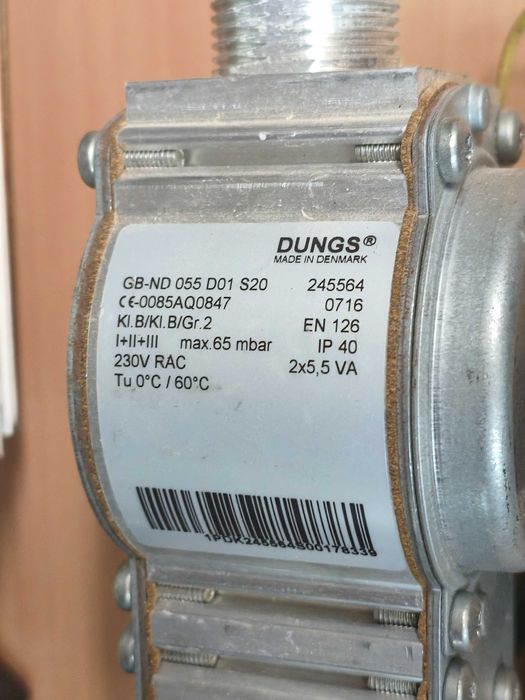 DUNGS®
MADE IN DENMARK
GB-ND 055 D01 S20 245564
CE-0085AQ0847 0716
Kl.B/Kl.B/Gr.2 EN 126
I+II+III max.65 mbar IP 40
230V RAC 2x5,5 VA
Tu 0°C / 60°C
1PDK245564S00178339